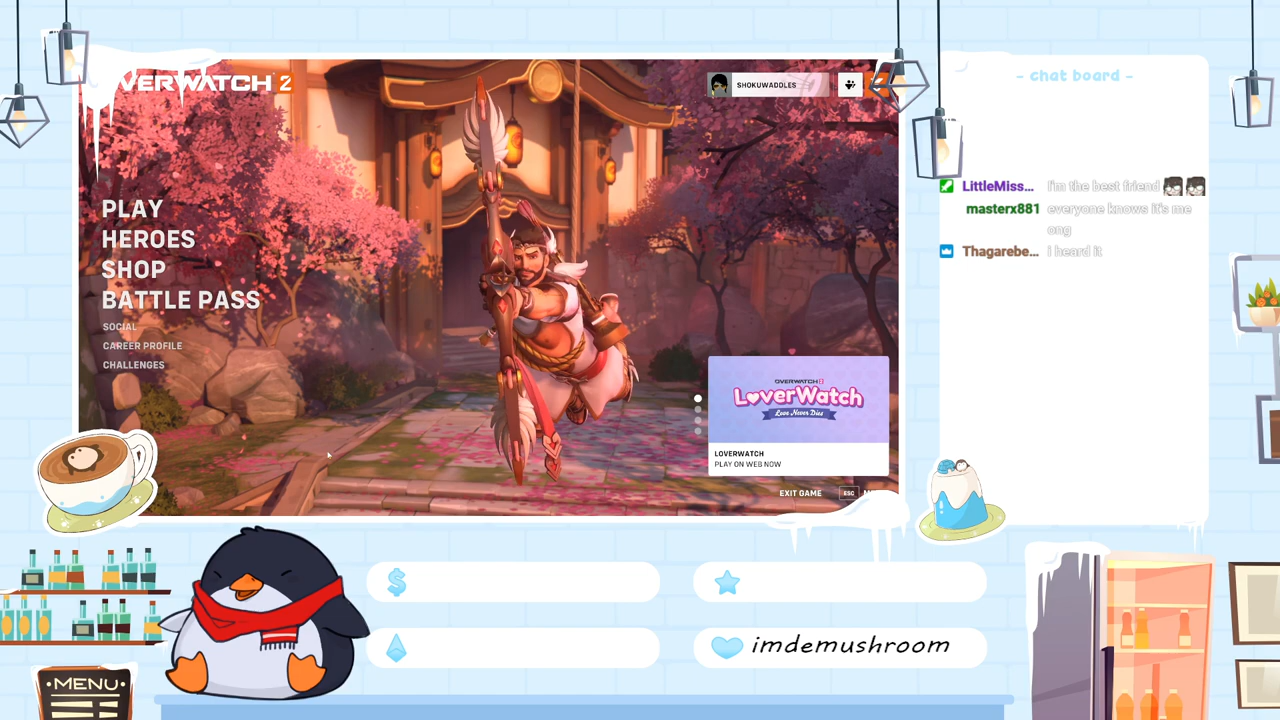 OVERWATCH 2
SHOKUWADDLES
- chat board -
PLAY
HEROES
SHOP
BATTLE PASS
SOCIAL
CAREER PROFILE
CHALLENGES
LittleMiss... I'm the best friend
masterx881 everyone knows it's me
ong
Thagarebe... i heard it
OVERWATCH 2
LoverWatch
Love Never Dies
LOVERWATCH
PLAY ON WEB NOW
EXIT GAME ESC
imdemushroom
•MENU•